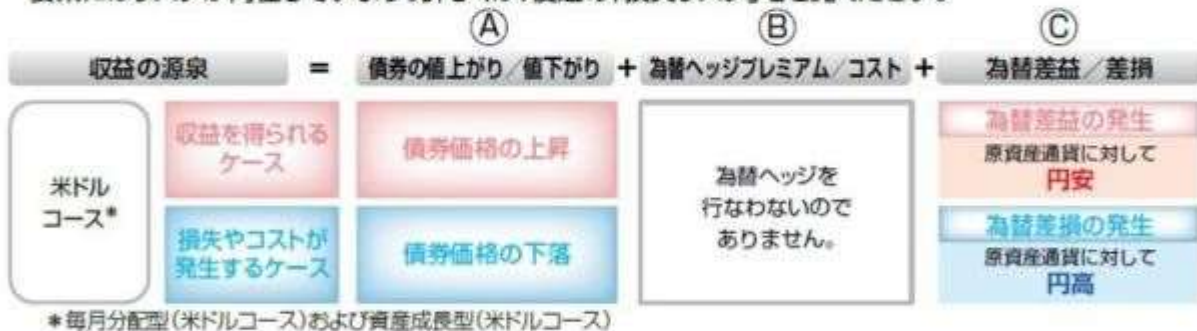 Ⓐ Ⓑ Ⓒ
収益の源泉 = 債券の値上がり/値下がり + 為替ヘッジプレミアム/コスト + 為替差益/差損
米ドル
コース*
収益を得られる
ケース
債券価格の上昇
損失やコストが
発生するケース
債券価格の下落
為替ヘッジを
行なわないので
ありません。
為替差益の発生
原資産通貨に対して
円安
為替差損の発生
原資産通貨に対して
円高
*毎月分配型(米ドルコース)および資産成長型(米ドルコース)